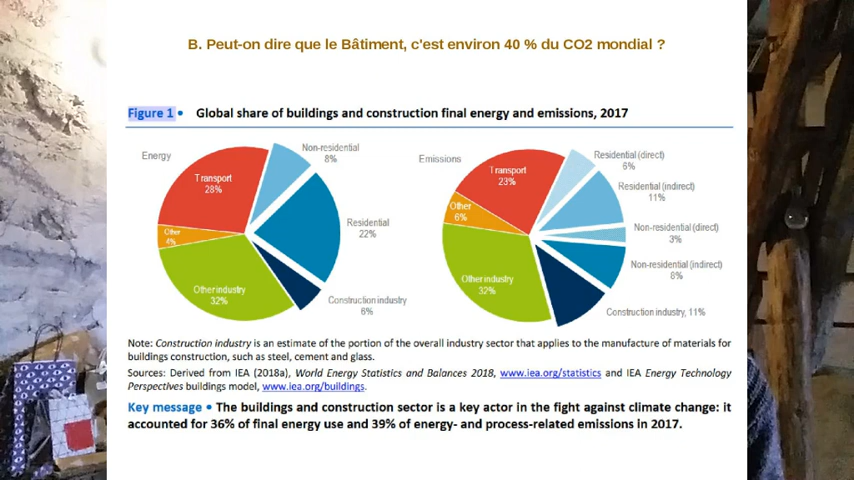 B. Peut-on dire que le Bâtiment, c'est environ 40 % du CO2 mondial ?
Figure 1 • Global share of buildings and construction final energy and emissions, 2017
Energy
Non-residential
8%
Transport
28%
Residential
22%
Other
4%
Other industry
32%
Construction industry
6%
Emissions
Residential (direct)
6%
Transport
23%
Residential (indirect)
11%
Other
6%
Non-residential (direct)
3%
Non-residential (indirect)
8%
Other industry
32%
Construction industry, 11%
Note: Construction industry is an estimate of the portion of the overall industry sector that applies to the manufacture of materials for
buildings construction, such as steel, cement and glass.
Sources: Derived from IEA (2018a), World Energy Statistics and Balances 2018, www.iea.org/statistics and IEA Energy Technology
Perspectives buildings model, www.iea.org/buildings.
Key message • The buildings and construction sector is a key actor in the fight against climate change: it
accounted for 36% of final energy use and 39% of energy- and process-related emissions in 2017.